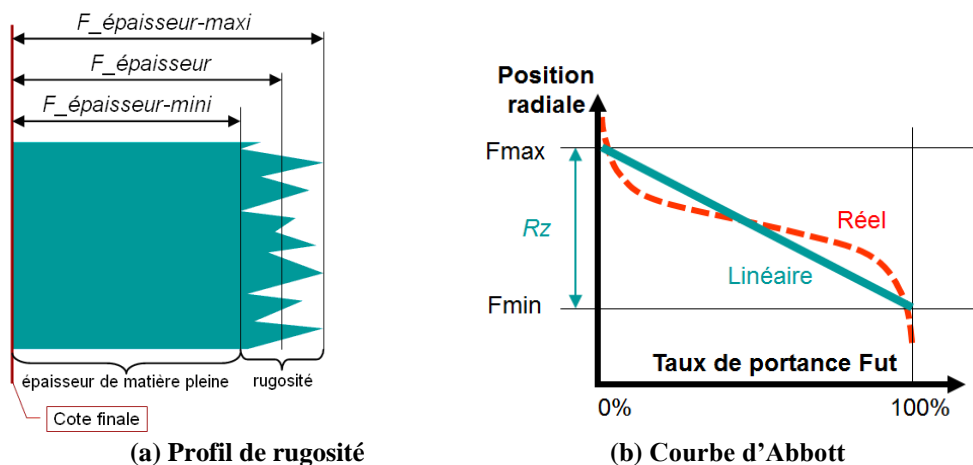 F_épaisseur-maxi
F_épaisseur
F_épaisseur-mini
épaisseur de matière pleine
rugosité
Cote finale
(a) Profil de rugosité
Position
radiale
Fmax
Rz
Fmin
Réel
Linéaire
Taux de portance Fut
0%
100%
(b) Courbe d'Abbott